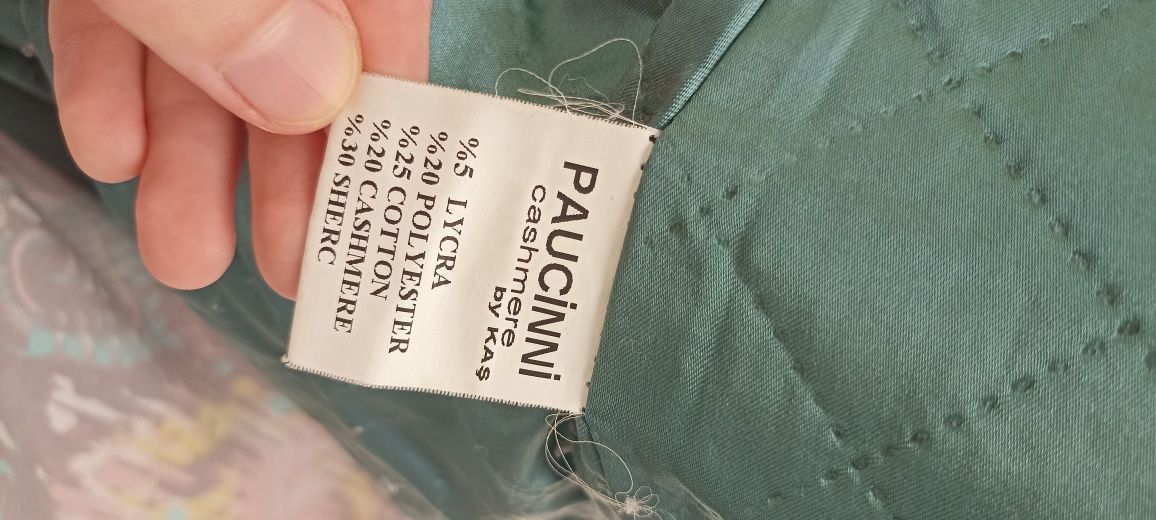 PAUCiNNi
cashmere
by KAŞ
%5 LYCRA
%20 POLYESTER
%25 COTTON
%20 CASHMERE
%30 SHERC